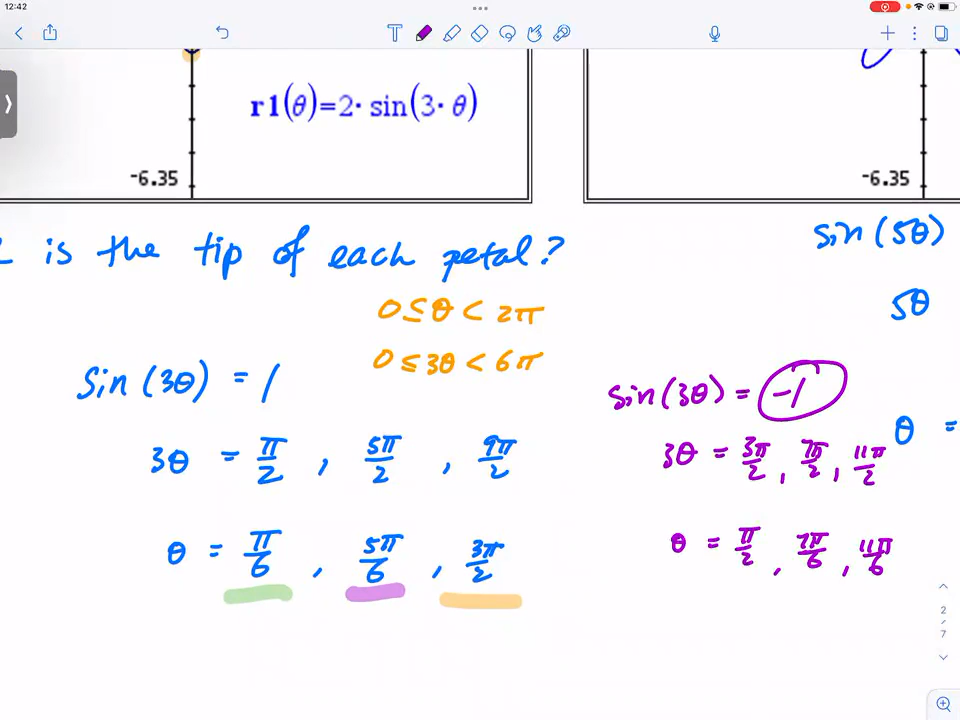 12:42
r1(θ)=2· sin(3· θ)
-6.35
-6.35
is the tip of each petal?
sin(5θ)
0 ≤ θ < 2π
5θ
0 ≤ 3θ < 6π
sin(3θ) = 1
sin(3θ) = -1
θ =
3θ = π/2 , 5π/2 , 9π/2
3θ = 3π/2 , 7π/2 , 11π/2
θ = π/6 , 5π/6 , 3π/2
θ = π/2 , 7π/6 , 11π/6
2
/
7